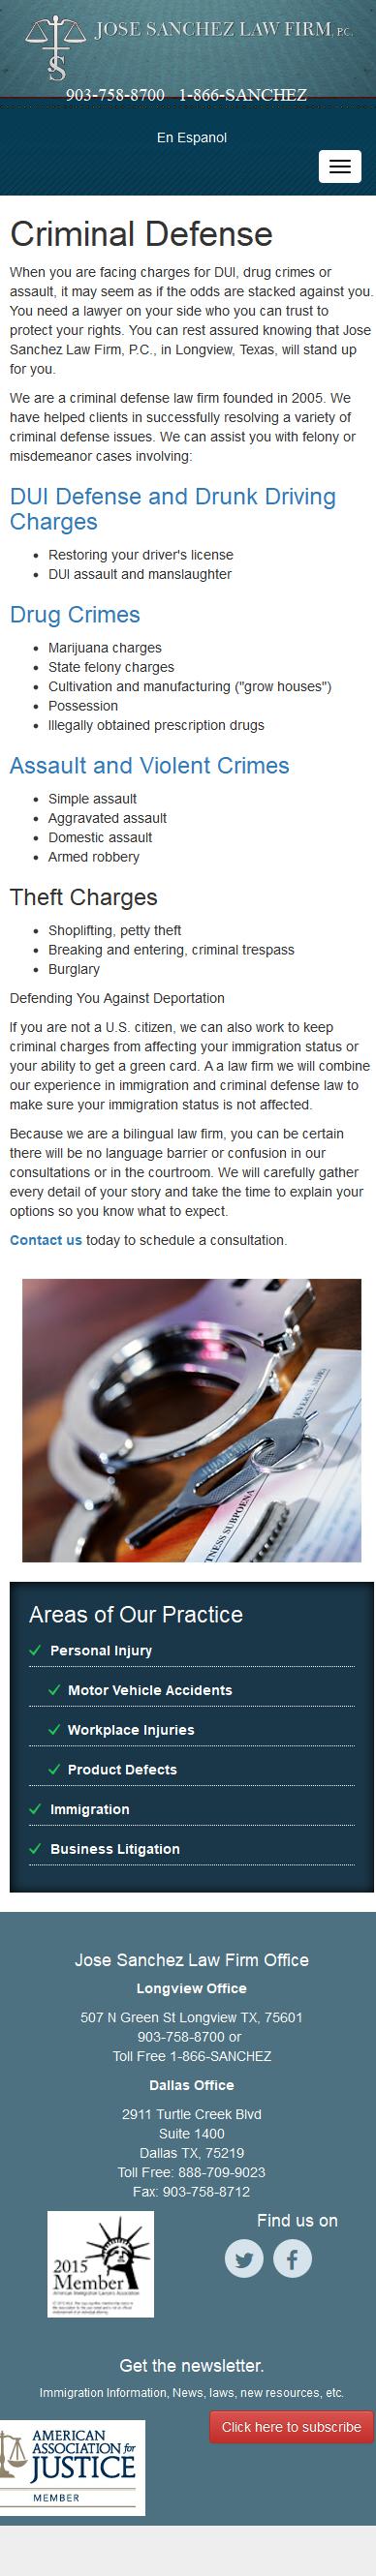 JOSE SANCHEZ LAW FIRM, P.C.
JS
903-758-8700 1-866-SANCHEZ
En Espanol
Criminal Defense
When you are facing charges for DUI, drug crimes or
assault, it may seem as if the odds are stacked against you.
You need a lawyer on your side who you can trust to
protect your rights. You can rest assured knowing that Jose
Sanchez Law Firm, P.C., in Longview, Texas, will stand up
for you.
We are a criminal defense law firm founded in 2005. We
have helped clients in successfully resolving a variety of
criminal defense issues. We can assist you with felony or
misdemeanor cases involving:
DUI Defense and Drunk Driving
Charges
• Restoring your driver's license
• DUI assault and manslaughter
Drug Crimes
• Marijuana charges
• State felony charges
• Cultivation and manufacturing ("grow houses")
• Possession
• Illegally obtained prescription drugs
Assault and Violent Crimes
• Simple assault
• Aggravated assault
• Domestic assault
• Armed robbery
Theft Charges
• Shoplifting, petty theft
• Breaking and entering, criminal trespass
• Burglary
Defending You Against Deportation
If you are not a U.S. citizen, we can also work to keep
criminal charges from affecting your immigration status or
your ability to get a green card. A a law firm we will combine
our experience in immigration and criminal defense law to
make sure your immigration status is not affected.
Because we are a bilingual law firm, you can be certain
there will be no language barrier or confusion in our
consultations or in the courtroom. We will carefully gather
every detail of your story and take the time to explain your
options so you know what to expect.
Contact us today to schedule a consultation.
REVERSE SIDE
TNESS SUBPOENA
Areas of Our Practice
Personal Injury
Motor Vehicle Accidents
Workplace Injuries
Product Defects
Immigration
Business Litigation
Jose Sanchez Law Firm Office
Longview Office
507 N Green St Longview TX, 75601
903-758-8700 or
Toll Free 1-866-SANCHEZ
Dallas Office
2911 Turtle Creek Blvd
Suite 1400
Dallas TX, 75219
Toll Free: 888-709-9023
Fax: 903-758-8712
2015
Member
American Immigration Lawyers Association
Find us on
Get the newsletter.
Immigration Information, News, laws, new resources, etc.
Click here to subscribe
AMERICAN
ASSOCIATION for
JUSTICE
MEMBER